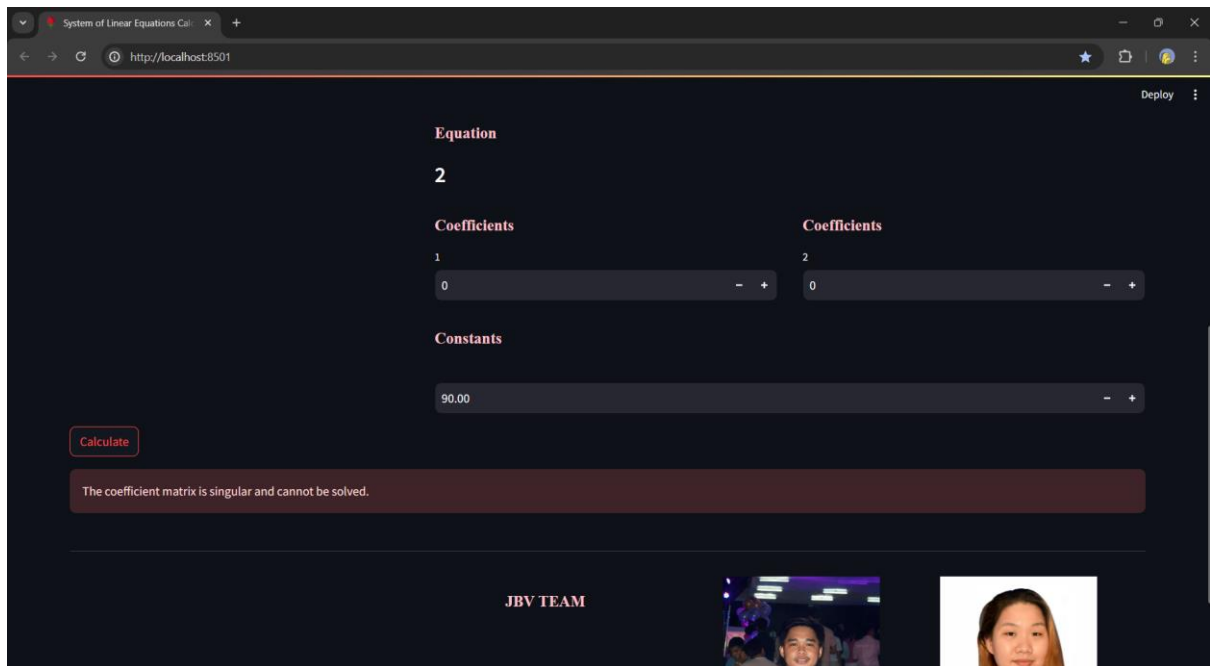 System of Linear Equations Calc
http://localhost:8501
Deploy
Equation
2
Coefficients
Coefficients
1
2
0 - +
0 - +
Constants
90.00 - +
Calculate
The coefficient matrix is singular and cannot be solved.
JBV TEAM